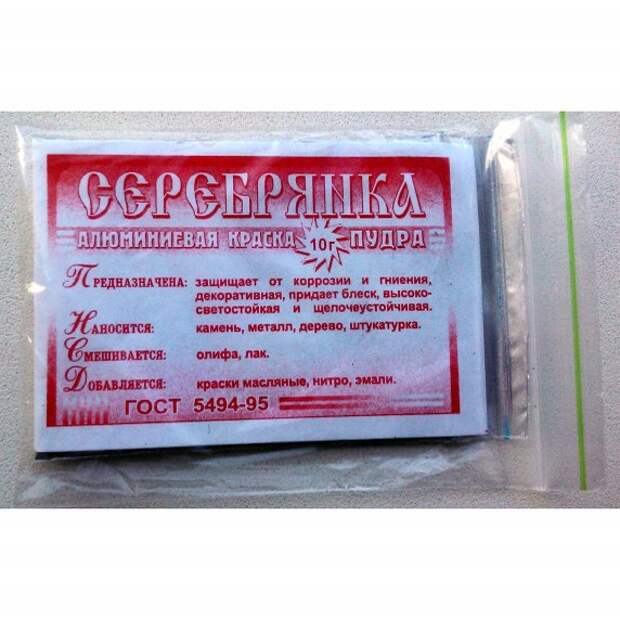 СЕРЕБРЯНКА
АЛЮМИНИЕВАЯ КРАСКА 10г ПУДРА
ПРЕДНАЗНАЧЕНА: защищает от коррозии и гниения,
декоративная, придает блеск, высоко-
светостойкая и щелочеустойчивая.
НАНОСИТСЯ: камень, металл, дерево, штукатурка.
СМЕШИВАЕТСЯ: олифа, лак.
ДОБАВЛЯЕТСЯ: краски масляные, нитро, эмали.
ГОСТ 5494-95